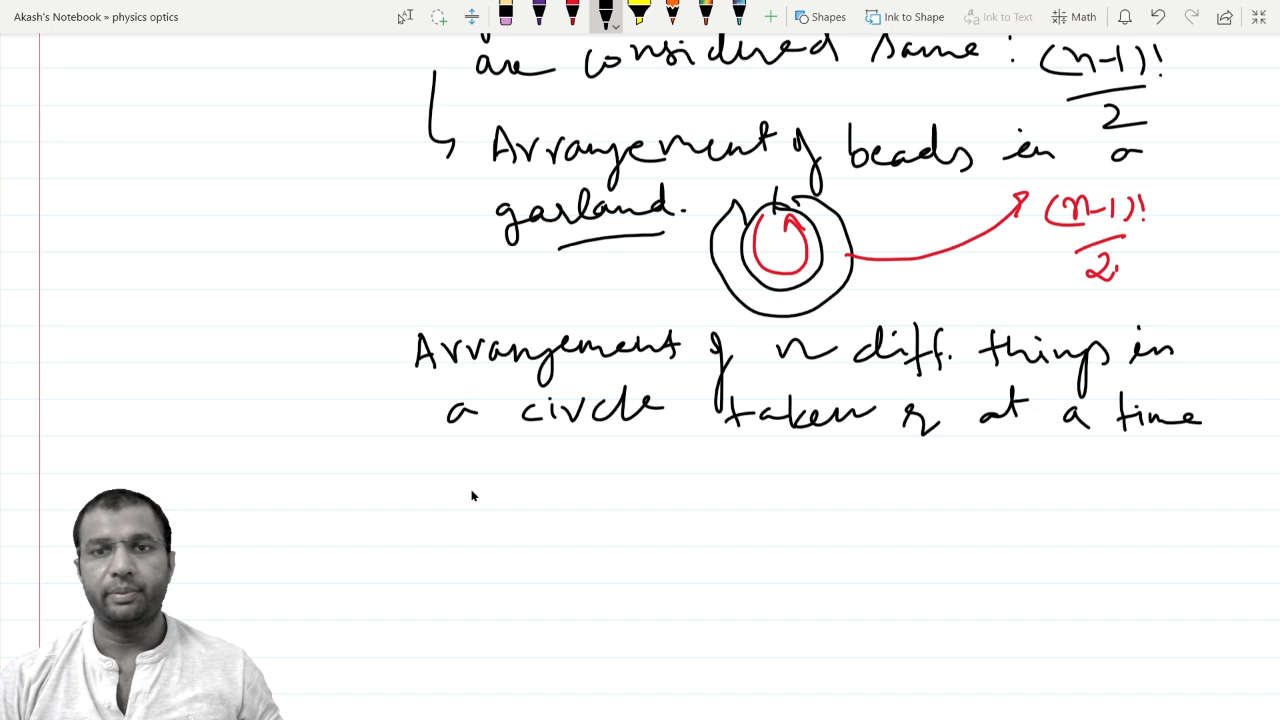 Akash's Notebook » physics optics
Shapes Ink to Shape Ink to Text Math
are considered same : (n-1)!
2
Arrangement of beads in a
garland.
(n-1)!
2
Arrangement of n diff. things in
a circle taken r at a time